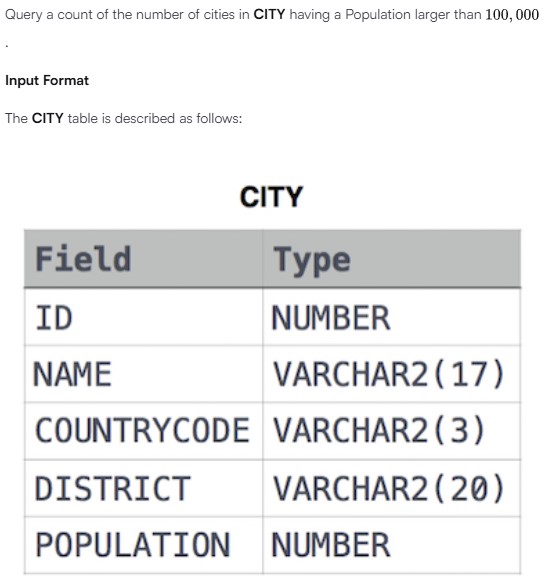 Query a count of the number of cities in CITY having a Population larger than 100,000
.
Input Format
The CITY table is described as follows:
CITY
Field Type
ID NUMBER
NAME VARCHAR2(17)
COUNTRYCODE VARCHAR2(3)
DISTRICT VARCHAR2(20)
POPULATION NUMBER